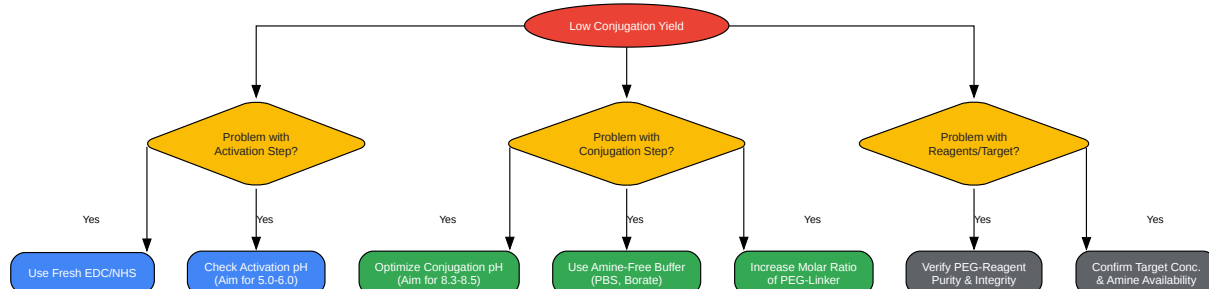 Low Conjugation Yield
Problem with
Activation Step?
Problem with
Conjugation Step?
Problem with
Reagents/Target?
Yes
Yes
Yes
Yes
Yes
Yes
Yes
Use Fresh EDC/NHS
Check Activation pH
(Aim for 5.0-6.0)
Optimize Conjugation pH
(Aim for 8.3-8.5)
Use Amine-Free Buffer
(PBS, Borate)
Increase Molar Ratio
of PEG-Linker
Verify PEG-Reagent
Purity & Integrity
Confirm Target Conc.
& Amine Availability